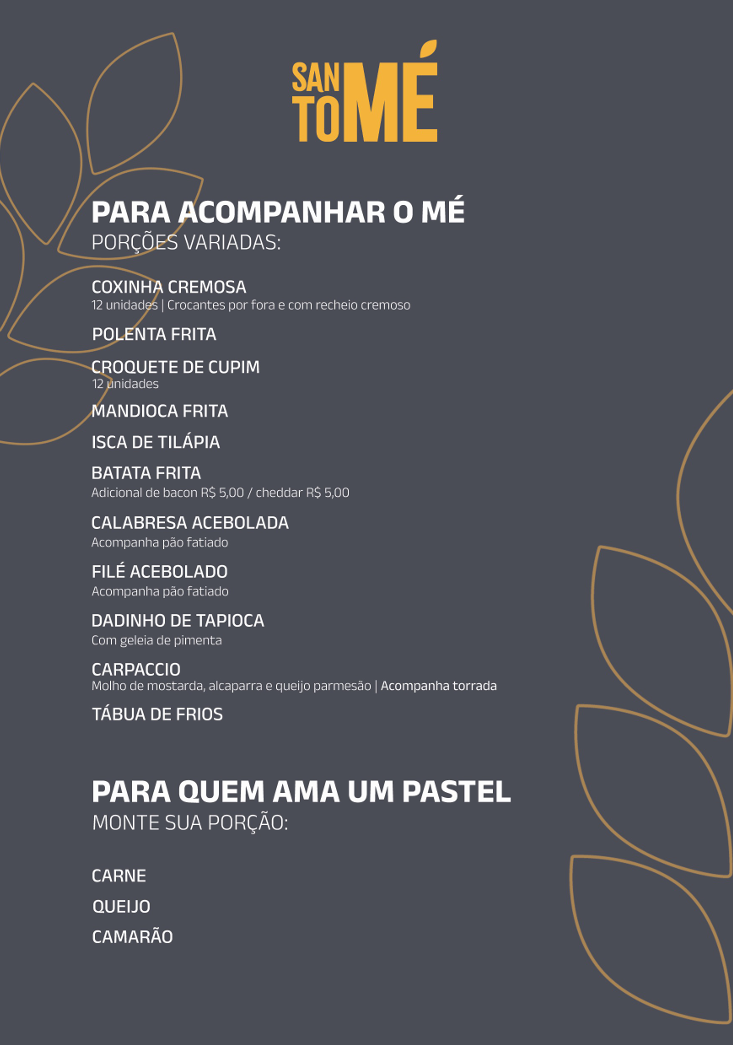 SAN
TO MÉ
PARA ACOMPANHAR O MÉ
PORÇÕES VARIADAS:
COXINHA CREMOSA
12 unidades | Crocantes por fora e com recheio cremoso
POLENTA FRITA
CROQUETE DE CUPIM
12 unidades
MANDIOCA FRITA
ISCA DE TILÁPIA
BATATA FRITA
Adicional de bacon R$ 5,00 / cheddar R$ 5,00
CALABRESA ACEBOLADA
Acompanha pão fatiado
FILÉ ACEBOLADO
Acompanha pão fatiado
DADINHO DE TAPIOCA
Com geleia de pimenta
CARPACCIO
Molho de mostarda, alcaparra e queijo parmesão | Acompanha torrada
TÁBUA DE FRIOS
PARA QUEM AMA UM PASTEL
MONTE SUA PORÇÃO:
CARNE
QUEIJO
CAMARÃO